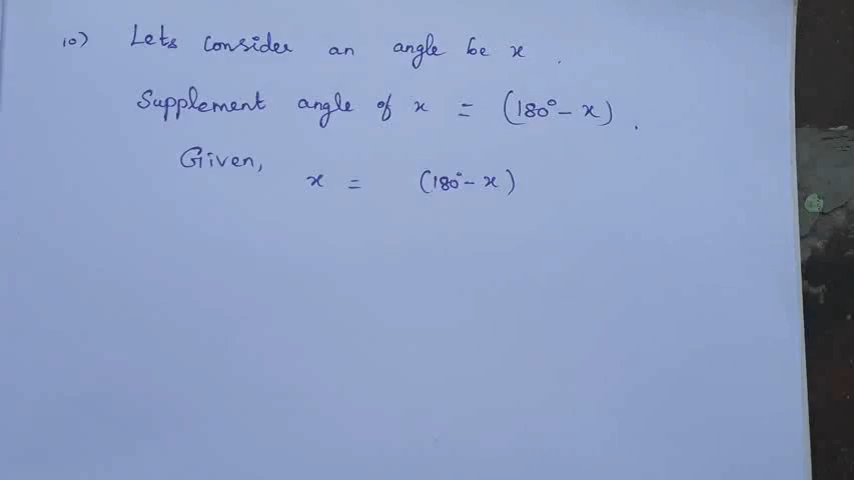 10) Lets consider an angle be x.
Supplement angle of x = (180° - x).
Given,
x = (180° - x)